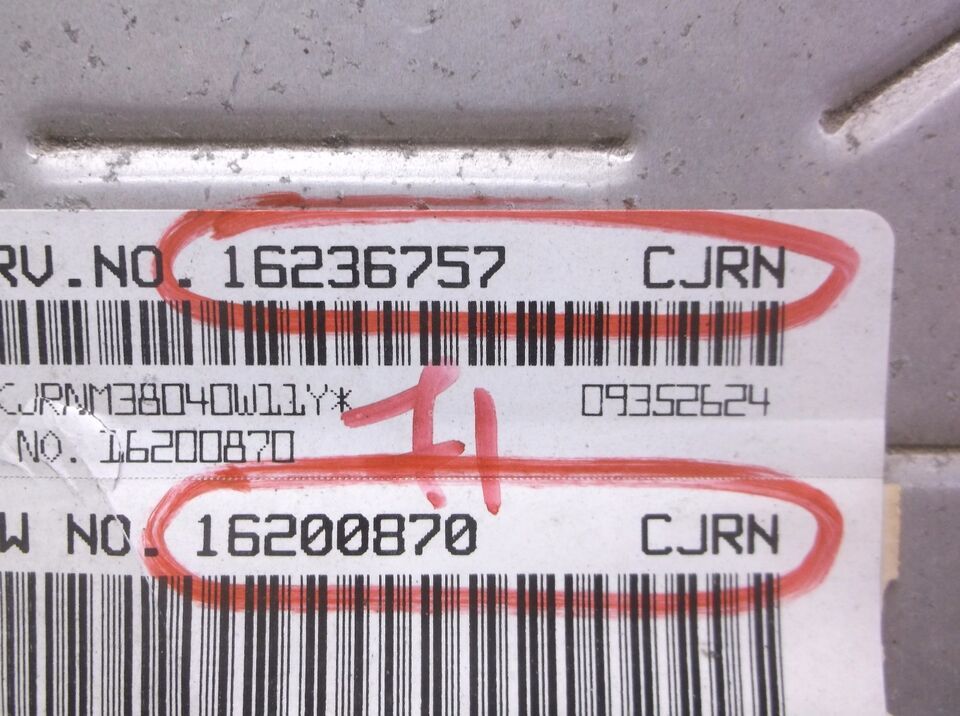 RV.NO. 16236757 CJRN
CJRNM38040W11Y* 09352624
NO. 16200870
W NO. 16200870 CJRN